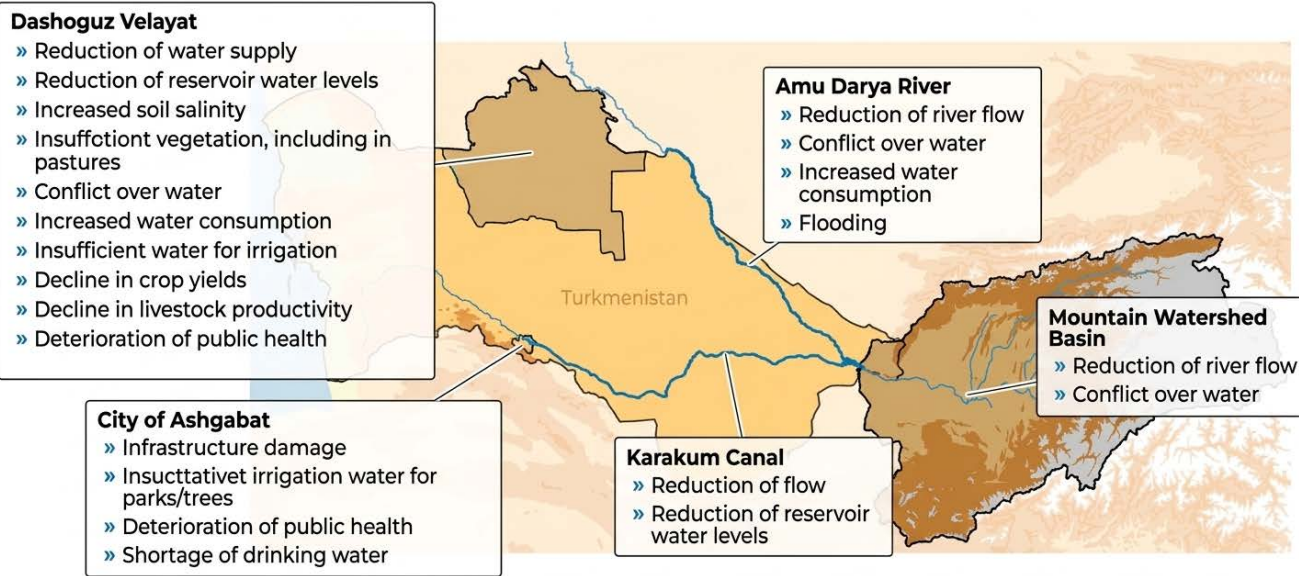 Dashoguz Velayat
» Reduction of water supply
» Reduction of reservoir water levels
» Increased soil salinity
» Insuffotiont vegetation, including in
pastures
» Conflict over water
» Increased water consumption
» Insufficient water for irrigation
» Decline in crop yields
» Decline in livestock productivity
» Deterioration of public health
Amu Darya River
» Reduction of river flow
» Conflict over water
» Increased water
consumption
» Flooding
Turkmenistan
Mountain Watershed
Basin
» Reduction of river flow
» Conflict over water
City of Ashgabat
» Infrastructure damage
» Insucttativet irrigation water for
parks/trees
» Deterioration of public health
» Shortage of drinking water
Karakum Canal
» Reduction of flow
» Reduction of reservoir
water levels